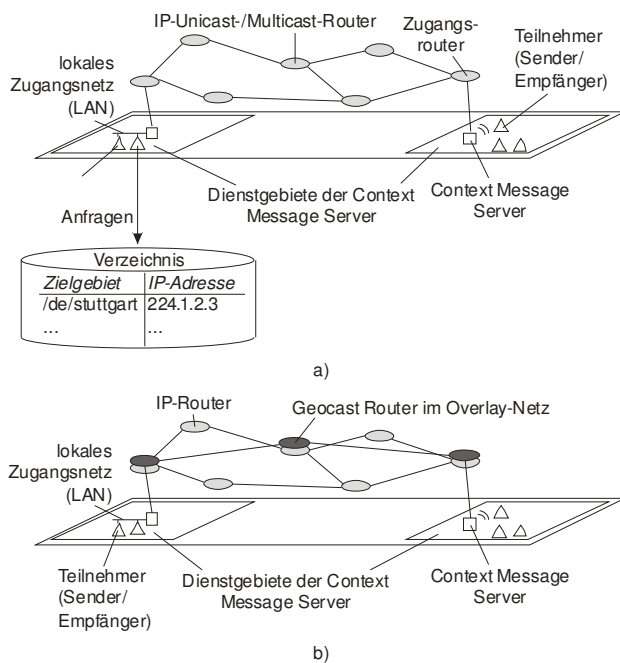 IP-Unicast-/Multicast-Router
lokales
Zugangsnetz
(LAN)
Zugangs-
router
Teilnehmer
(Sender/
Empfänger)
Dienstgebiete der Context
Message Server
Context Message
Server
Anfragen
Verzeichnis
Zielgebiet IP-Adresse
/de/stuttgart 224.1.2.3
... ...
a)
IP-Router
Geocast Router im Overlay-Netz
lokales
Zugangsnetz
(LAN)
Teilnehmer
(Sender/
Empfänger)
Dienstgebiete der Context
Message Server
Context Message
Server
b)